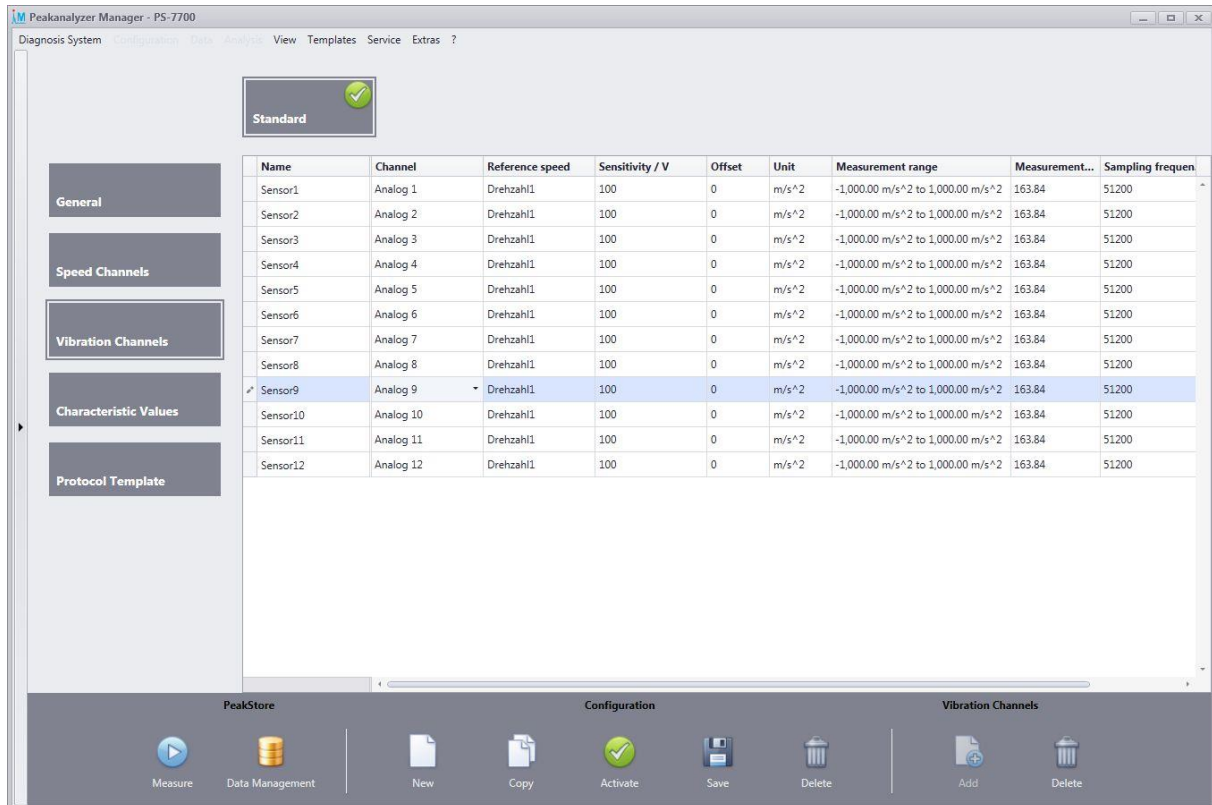 Peakanalyzer Manager - PS-7700
Diagnosis System Configuration Data Analysis View Templates Service Extras ?
Standard
General
Speed Channels
Vibration Channels
Characteristic Values
Protocol Template
Name Channel Reference speed Sensitivity / V Offset Unit Measurement range Measurement... Sampling frequen
Sensor1 Analog 1 Drehzahl1 100 0 m/s^2 -1,000.00 m/s^2 to 1,000.00 m/s^2 163.84 51200
Sensor2 Analog 2 Drehzahl1 100 0 m/s^2 -1,000.00 m/s^2 to 1,000.00 m/s^2 163.84 51200
Sensor3 Analog 3 Drehzahl1 100 0 m/s^2 -1,000.00 m/s^2 to 1,000.00 m/s^2 163.84 51200
Sensor4 Analog 4 Drehzahl1 100 0 m/s^2 -1,000.00 m/s^2 to 1,000.00 m/s^2 163.84 51200
Sensor5 Analog 5 Drehzahl1 100 0 m/s^2 -1,000.00 m/s^2 to 1,000.00 m/s^2 163.84 51200
Sensor6 Analog 6 Drehzahl1 100 0 m/s^2 -1,000.00 m/s^2 to 1,000.00 m/s^2 163.84 51200
Sensor7 Analog 7 Drehzahl1 100 0 m/s^2 -1,000.00 m/s^2 to 1,000.00 m/s^2 163.84 51200
Sensor8 Analog 8 Drehzahl1 100 0 m/s^2 -1,000.00 m/s^2 to 1,000.00 m/s^2 163.84 51200
Sensor9 Analog 9 Drehzahl1 100 0 m/s^2 -1,000.00 m/s^2 to 1,000.00 m/s^2 163.84 51200
Sensor10 Analog 10 Drehzahl1 100 0 m/s^2 -1,000.00 m/s^2 to 1,000.00 m/s^2 163.84 51200
Sensor11 Analog 11 Drehzahl1 100 0 m/s^2 -1,000.00 m/s^2 to 1,000.00 m/s^2 163.84 51200
Sensor12 Analog 12 Drehzahl1 100 0 m/s^2 -1,000.00 m/s^2 to 1,000.00 m/s^2 163.84 51200
PeakStore Configuration Vibration Channels
Measure Data Management New Copy Activate Save Delete Add Delete